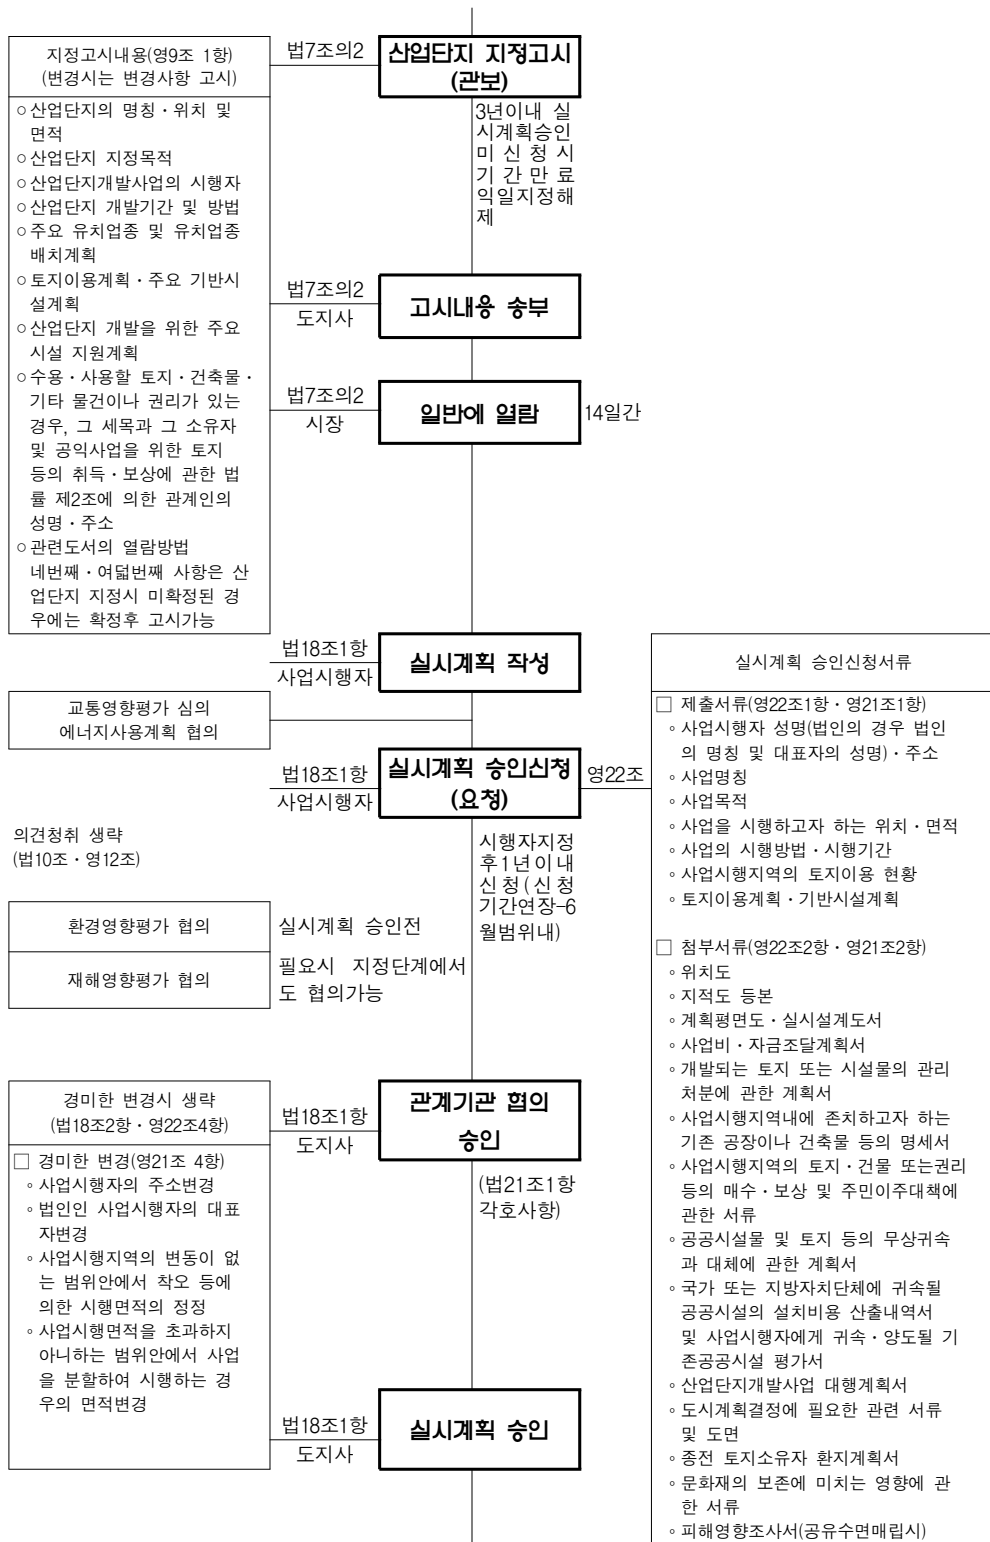 지정고시내용(영9조 1항)
(변경시는 변경사항 고시)
○ 산업단지의 명칭・위치 및
면적
○ 산업단지 지정목적
○ 산업단지개발사업의 시행자
○ 산업단지 개발기간 및 방법
○ 주요 유치업종 및 유치업종
배치계획
○ 토지이용계획・주요 기반시
설계획
○ 산업단지 개발을 위한 주요
시설 지원계획
○ 수용・사용할 토지・건축물・
기타 물건이나 권리가 있는
경우, 그 세목과 그 소유자
및 공익사업을 위한 토지
등의 취득・보상에 관한 법
률 제2조에 의한 관계인의
성명・주소
○ 관련도서의 열람방법
네번째・여덟번째 사항은 산
업단지 지정시 미확정된 경
우에는 확정후 고시가능
법7조의2
산업단지 지정고시
(관보)
3년이내 실
시계획승인
미 신 청 시
기 간 만 료
익일지정해
제
법7조의2
도지사
고시내용 송부
법7조의2
시장
일반에 열람
14일간
법18조1항
사업시행자
실시계획 작성
교통영향평가 심의
에너지사용계획 협의
법18조1항
사업시행자
실시계획 승인신청
(요청)
영22조
의견청취 생략
(법10조・영12조)
시행자지정
후1년이내
신청(신청
기간연장-6
월범위내)
환경영향평가 협의
실시계획 승인전
재해영향평가 협의
필요시 지정단계에서
도 협의가능
경미한 변경시 생략
(법18조2항・영22조4항)
□ 경미한 변경(영21조 4항)
◦ 사업시행자의 주소변경
◦ 법인인 사업시행자의 대표
자변경
◦ 사업시행지역의 변동이 없
는 범위안에서 착오 등에
의한 시행면적의 정정
◦ 사업시행면적을 초과하지
아니하는 범위안에서 사업
을 분할하여 시행하는 경
우의 면적변경
법18조1항
도지사
관계기관 협의
승인
(법21조1항
각호사항)
법18조1항
도지사
실시계획 승인
실시계획 승인신청서류
□ 제출서류(영22조1항・영21조1항)
◦ 사업시행자 성명(법인의 경우 법인
의 명칭 및 대표자의 성명)・주소
◦ 사업명칭
◦ 사업목적
◦ 사업을 시행하고자 하는 위치・면적
◦ 사업의 시행방법・시행기간
◦ 사업시행지역의 토지이용 현황
◦ 토지이용계획・기반시설계획
□ 첨부서류(영22조2항・영21조2항)
◦ 위치도
◦ 지적도 등본
◦ 계획평면도・실시설계도서
◦ 사업비・자금조달계획서
◦ 개발되는 토지 또는 시설물의 관리
처분에 관한 계획서
◦ 사업시행지역내에 존치하고자 하는
기존 공장이나 건축물 등의 명세서
◦ 사업시행지역의 토지・건물 또는권리
등의 매수・보상 및 주민이주대책에
관한 서류
◦ 공공시설물 및 토지 등의 무상귀속
과 대체에 관한 계획서
◦ 국가 또는 지방자치단체에 귀속될
공공시설의 설치비용 산출내역서
및 사업시행자에게 귀속・양도될 기
존공공시설 평가서
◦ 산업단지개발사업 대행계획서
◦ 도시계획결정에 필요한 관련 서류
및 도면
◦ 종전 토지소유자 환지계획서
◦ 문화재의 보존에 미치는 영향에 관
한 서류
◦ 피해영향조사서(공유수면매립시)